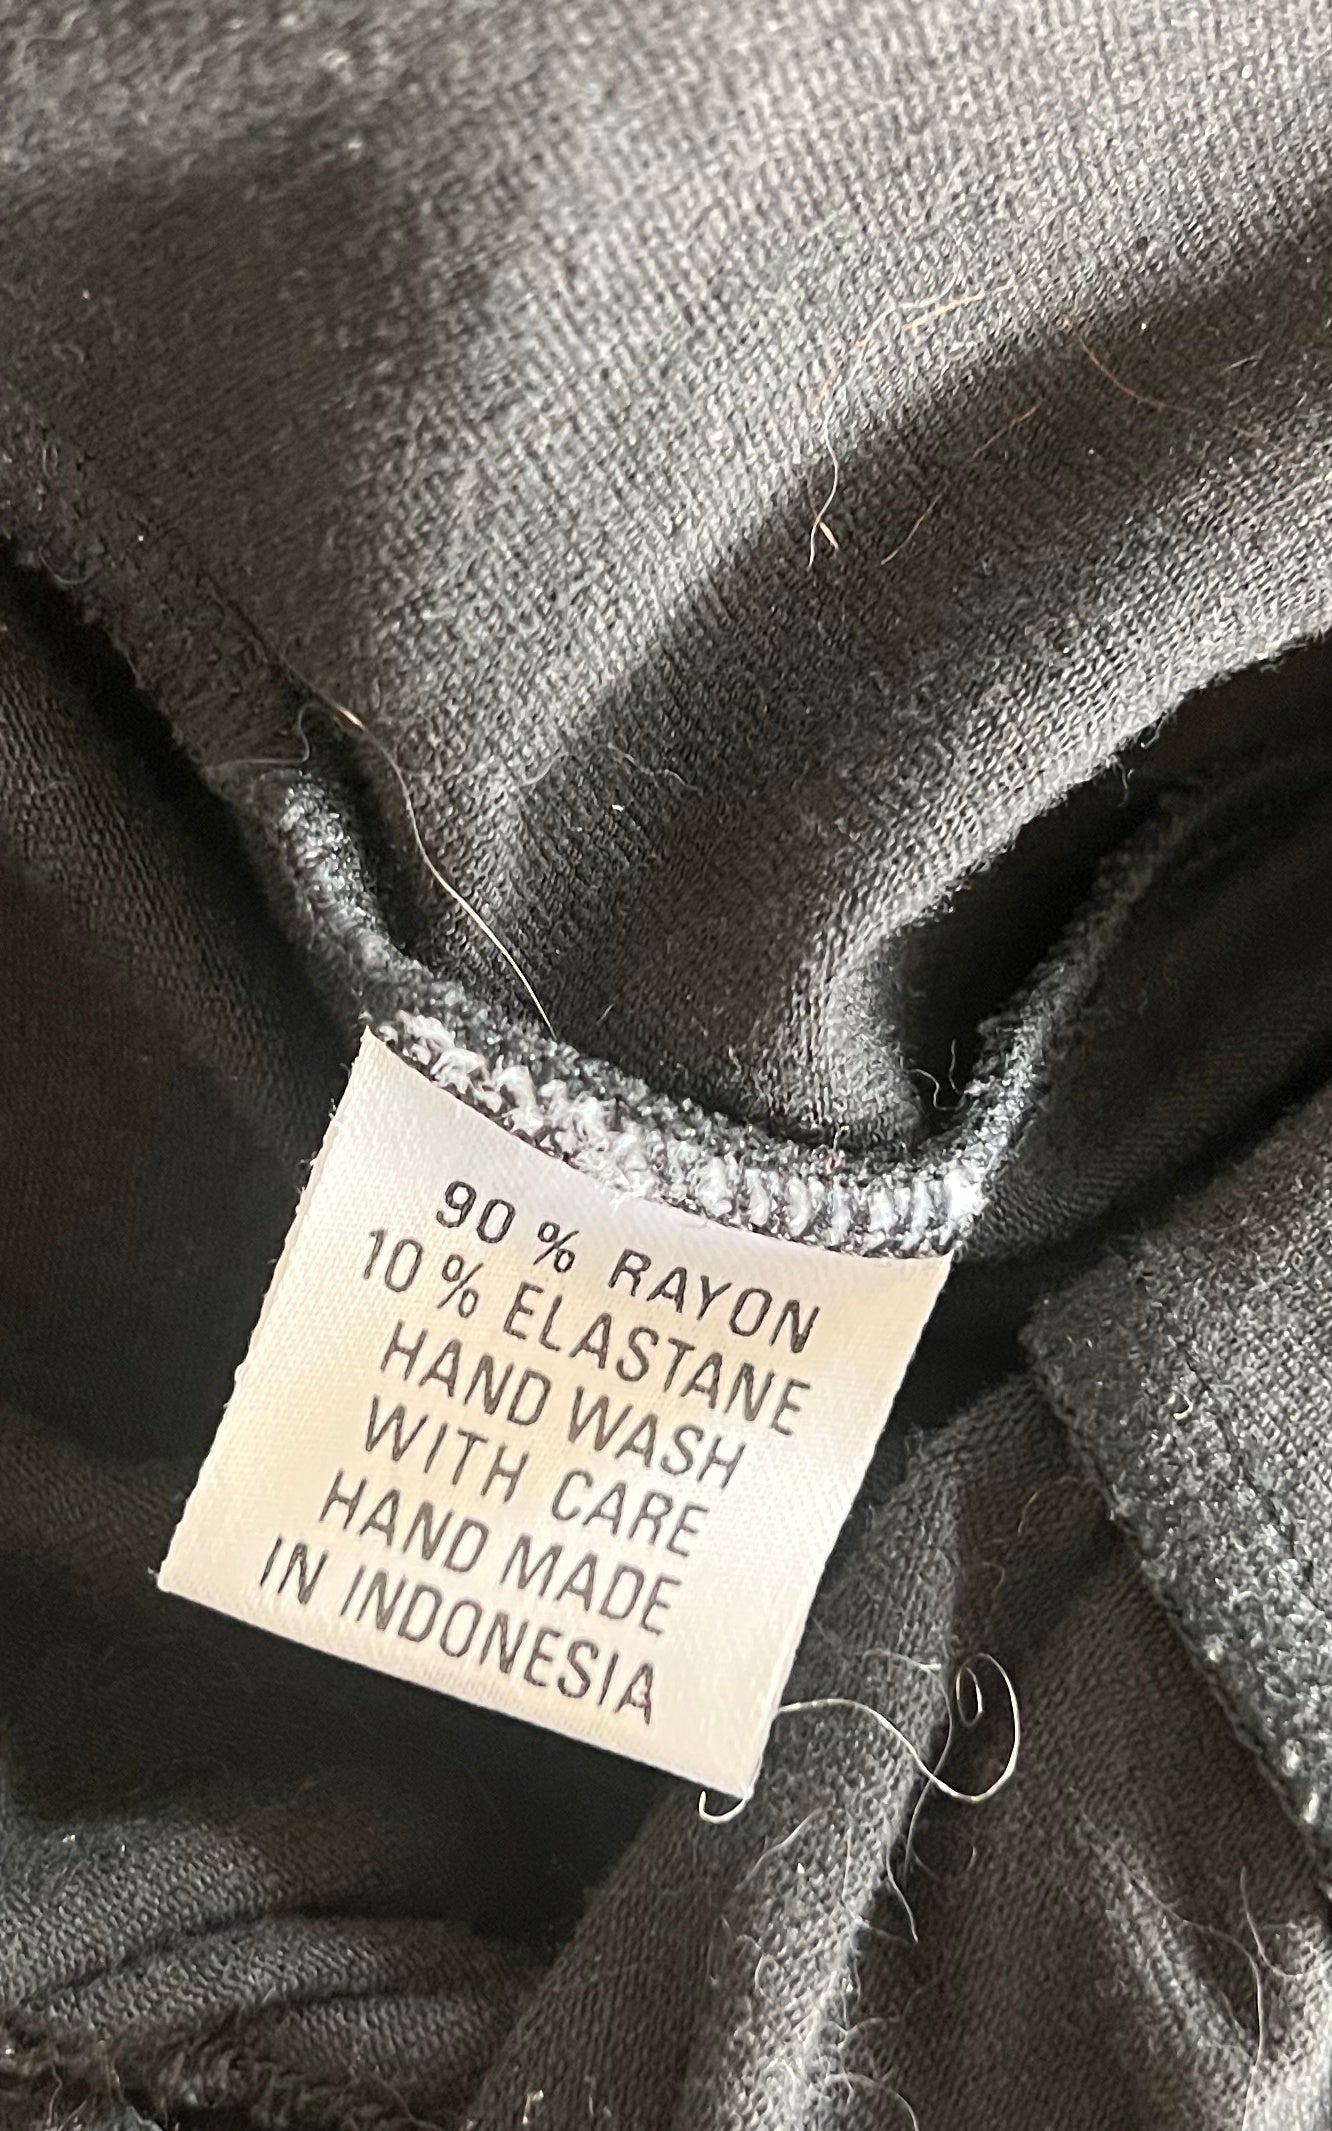 90 % RAYON
10 % ELASTANE
HAND WASH
WITH CARE
HAND MADE
IN INDONESIA